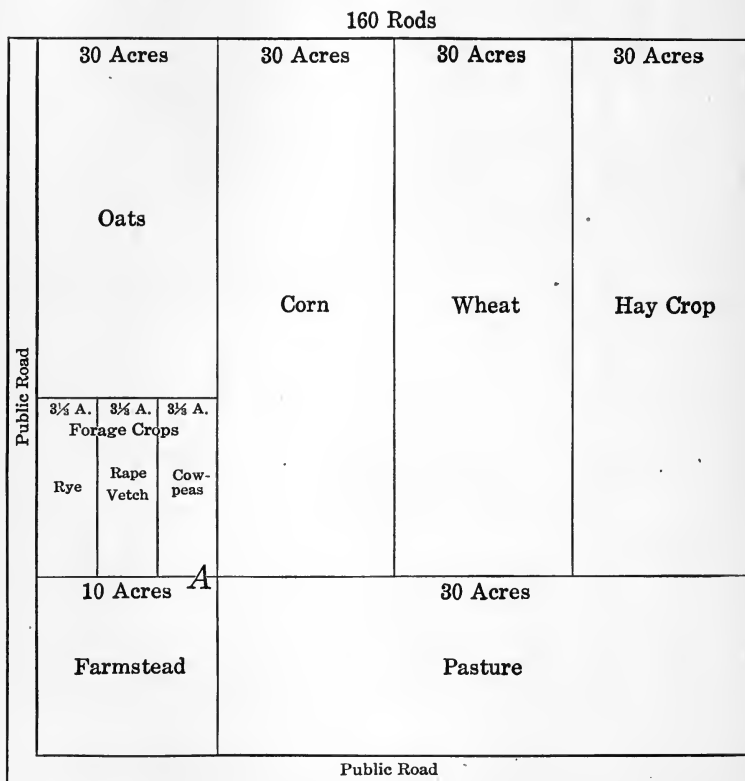 160 Rods
30 Acres 30 Acres 30 Acres 30 Acres
Oats
Corn Wheat Hay Crop
Public Road
3⅓ A. 3⅓ A. 3⅓ A.
Forage Crops
Rye
Rape
Vetch
Cow-
peas
A
10 Acres 30 Acres
Farmstead Pasture
Public Road